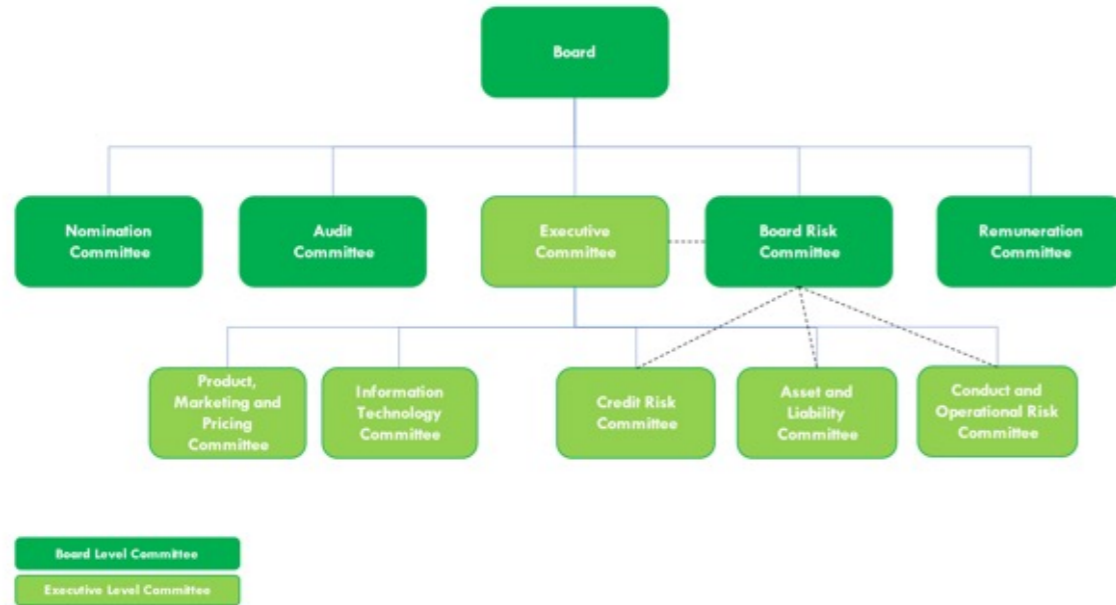 Board
Nomination
Committee
Audit
Committee
Executive
Committee
Board Risk
Committee
Remuneration
Committee
Product,
Marketing and
Pricing
Committee
Information
Technology
Committee
Credit Risk
Committee
Asset and
Liability
Committee
Conduct and
Operational Risk
Committee
Board Level Committee
Executive Level Committee